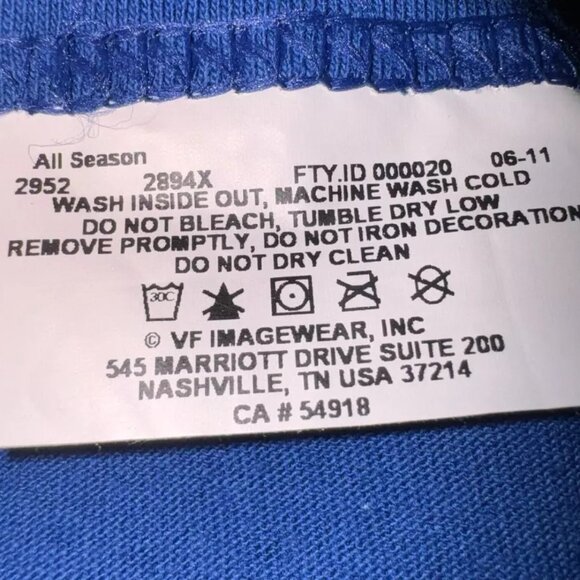 All Season
2952 2894X FTY.ID 000020 06-11
WASH INSIDE OUT, MACHINE WASH COLD
DO NOT BLEACH, TUMBLE DRY LOW
REMOVE PROMPTLY, DO NOT IRON DECORATION
DO NOT DRY CLEAN
30C
© VF IMAGEWEAR, INC
545 MARRIOTT DRIVE SUITE 200
NASHVILLE, TN USA 37214
CA # 54918